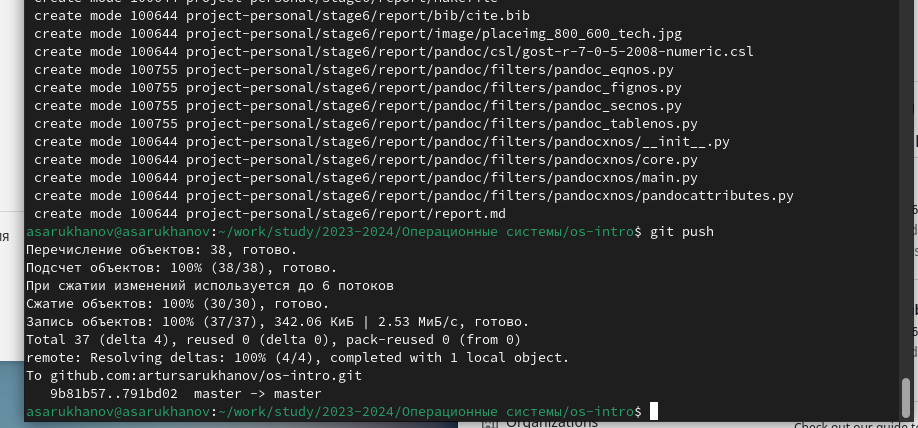 create mode 100644 project-personal/stage6/report/bib/cite.bib
create mode 100644 project-personal/stage6/report/image/placeimg_800_600_tech.jpg
create mode 100644 project-personal/stage6/report/pandoc/csl/gost-r-7-0-5-2008-numeric.csl
create mode 100755 project-personal/stage6/report/pandoc/filters/pandoc_eqnos.py
create mode 100755 project-personal/stage6/report/pandoc/filters/pandoc_fignos.py
create mode 100755 project-personal/stage6/report/pandoc/filters/pandoc_secnos.py
create mode 100755 project-personal/stage6/report/pandoc/filters/pandoc_tablenos.py
create mode 100644 project-personal/stage6/report/pandoc/filters/pandocxnos/__init__.py
create mode 100644 project-personal/stage6/report/pandoc/filters/pandocxnos/core.py
create mode 100644 project-personal/stage6/report/pandoc/filters/pandocxnos/main.py
create mode 100644 project-personal/stage6/report/pandoc/filters/pandocxnos/pandocattributes.py
create mode 100644 project-personal/stage6/report/report.md
asarukhanov@asarukhanov:~/work/study/2023-2024/Операционные системы/os-intro$ git push
Перечисление объектов: 38, готово.
Подсчет объектов: 100% (38/38), готово.
При сжатии изменений используется до 6 потоков
Сжатие объектов: 100% (30/30), готово.
Запись объектов: 100% (37/37), 342.06 КиБ | 2.53 МиБ/с, готово.
Total 37 (delta 4), reused 0 (delta 0), pack-reused 0 (from 0)
remote: Resolving deltas: 100% (4/4), completed with 1 local object.
To github.com:artursarukhanov/os-intro.git
9b81b57..791bd02  master -> master
asarukhanov@asarukhanov:~/work/study/2023-2024/Операционные системы/os-intro$
Organizations
Check out our guide to